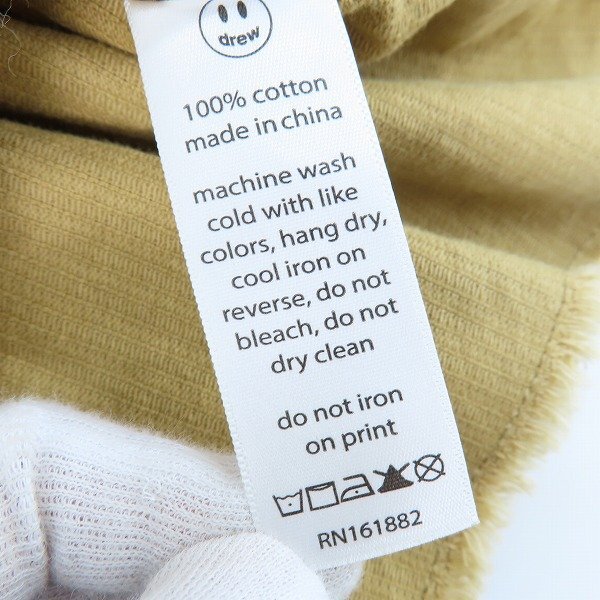 drew
100% cotton
made in china
machine wash
cold with like
colors, hang dry,
cool iron on
reverse, do not
bleach, do not
dry clean
do not iron
on print
RN161882